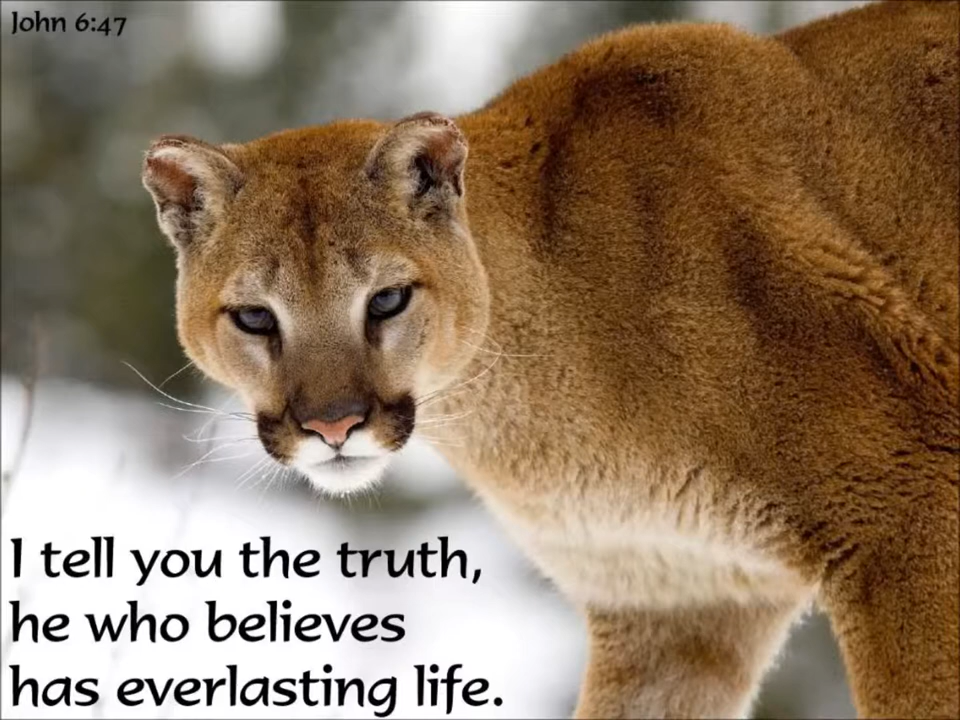 John 6:47
I tell you the truth,
he who believes
has everlasting life.